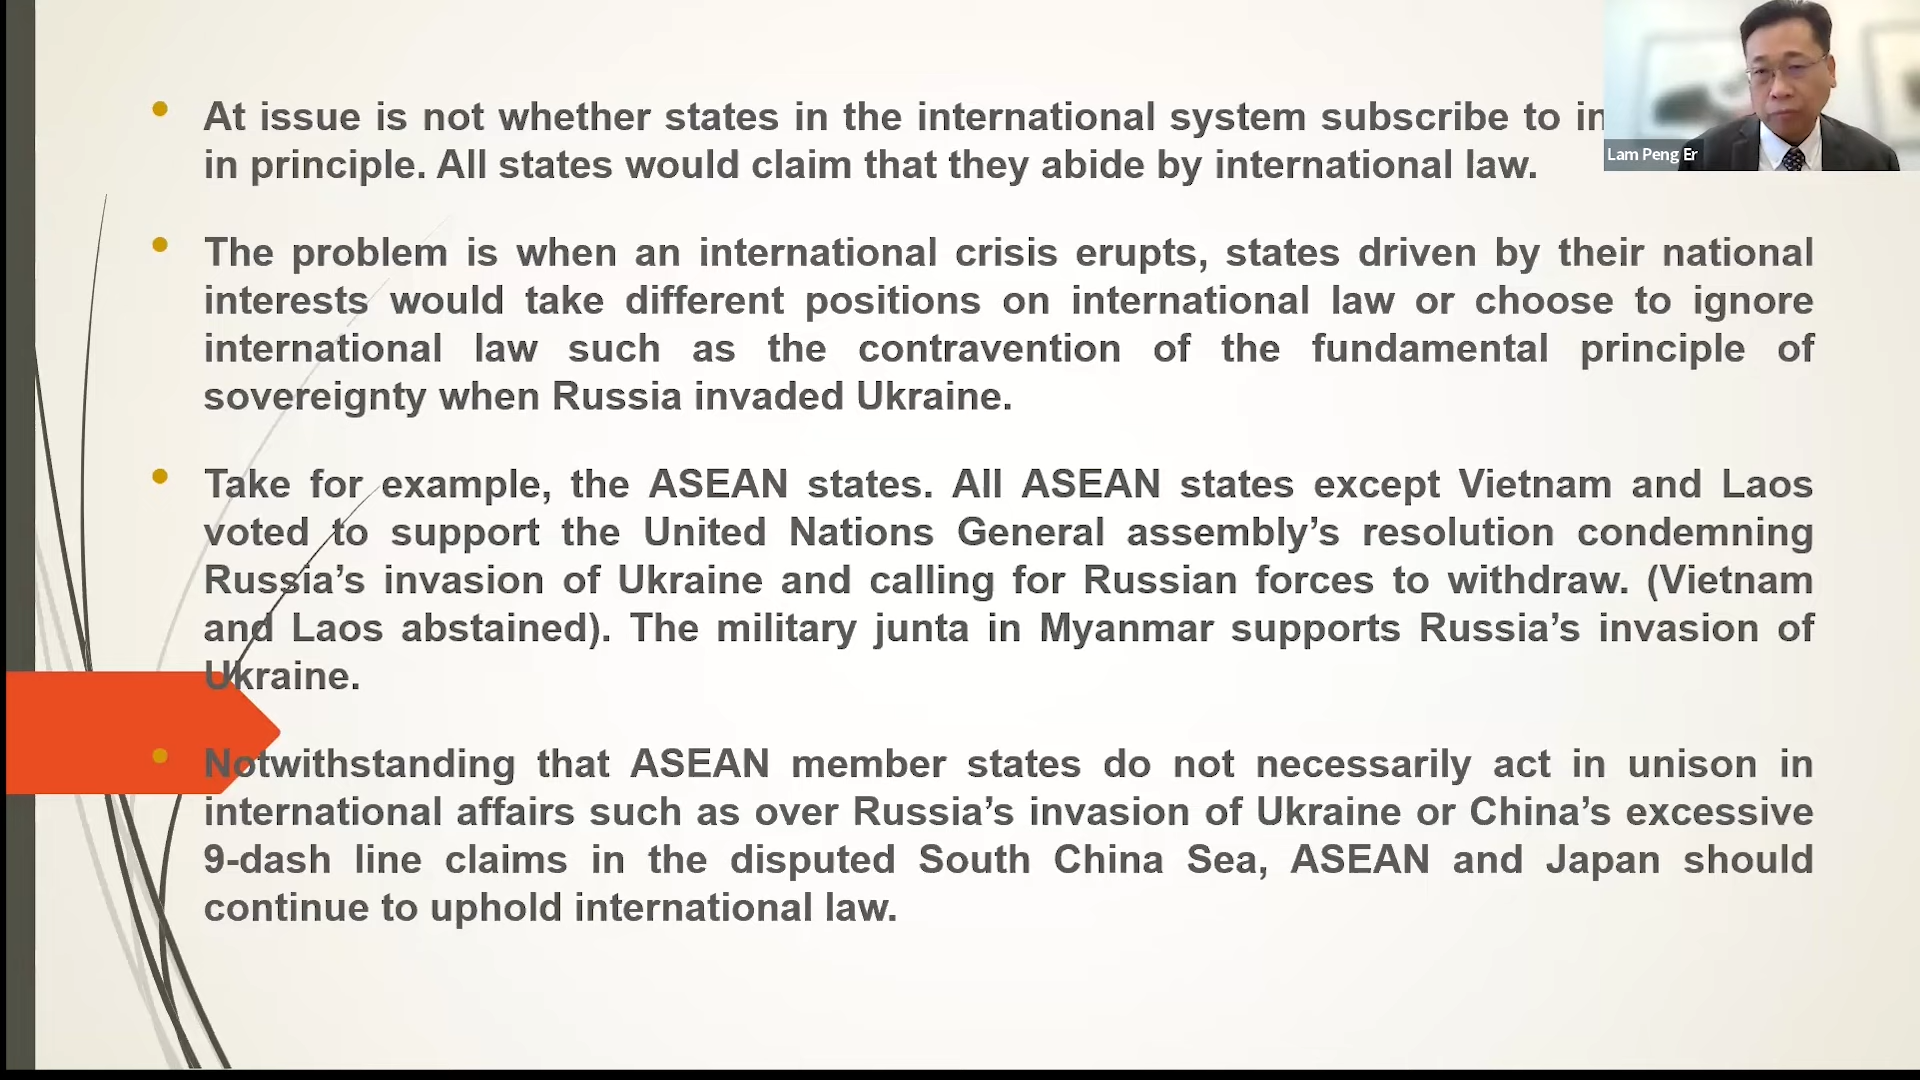 At issue is not whether states in the international system subscribe to in
in principle. All states would claim that they abide by international law.
Lam Peng Er
The problem is when an international crisis erupts, states driven by their national
interests would take different positions on international law or choose to ignore
international law such as the contravention of the fundamental principle of
sovereignty when Russia invaded Ukraine.
Take for example, the ASEAN states. All ASEAN states except Vietnam and Laos
voted to support the United Nations General assembly’s resolution condemning
Russia’s invasion of Ukraine and calling for Russian forces to withdraw. (Vietnam
and Laos abstained). The military junta in Myanmar supports Russia’s invasion of
Ukraine.
Notwithstanding that ASEAN member states do not necessarily act in unison in
international affairs such as over Russia’s invasion of Ukraine or China’s excessive
9-dash line claims in the disputed South China Sea, ASEAN and Japan should
continue to uphold international law.